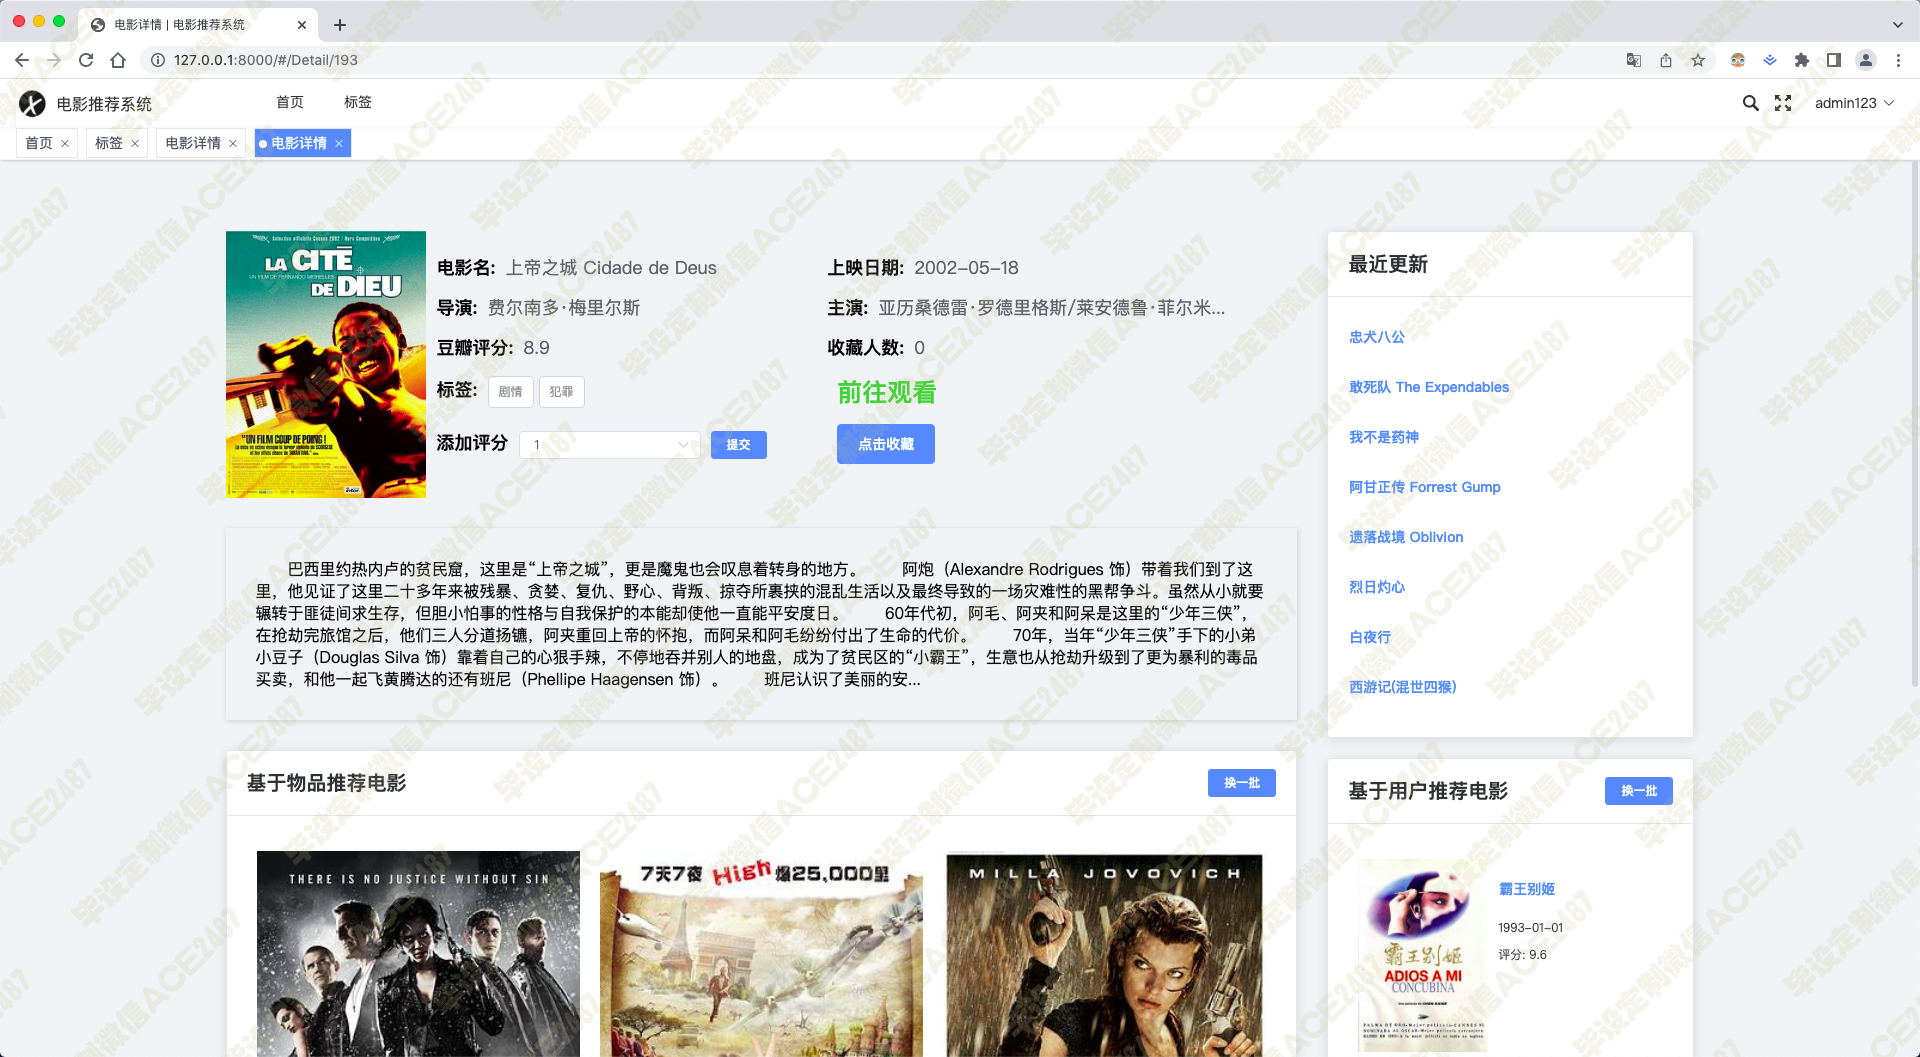 电影详情 | 电影推荐系统
127.0.0.1:8000/#/Detail/193
电影推荐系统
首页
标签
admin123
首页
标签
电影详情
电影详情
LA CITÉ
DE DIEU
UN FILM DE FERNANDO MEIRELLES
"UN FILM COUP DE POING !"
电影名: 上帝之城 Cidade de Deus
上映日期: 2002-05-18
导演: 费尔南多·梅里尔斯
主演: 亚历桑德雷·罗德里格斯/莱安德鲁·菲尔米...
豆瓣评分: 8.9
收藏人数: 0
标签: 剧情 犯罪
前往观看
添加评分 1 提交
点击收藏
巴西里约热内卢的贫民窟，这里是“上帝之城”，更是魔鬼也会叹息着转身的地方。 阿炮（Alexandre Rodrigues 饰）带着我们到了这
里，他见证了这里二十多年来被残暴、贪婪、复仇、野心、背叛、掠夺所裹挟的混乱生活以及最终导致的一场灾难性的黑帮争斗。虽然从小就要
辗转于匪徒间求生存，但胆小怕事的性格与自我保护的本能却使他一直能平安度日。 60年代初，阿毛、阿夹和阿呆是这里的“少年三侠”，
在抢劫完旅馆之后，他们三人分道扬镳，阿夹重回上帝的怀抱，而阿呆和阿毛纷纷付出了生命的代价。 70年，当年“少年三侠”手下的小弟
小豆子（Douglas Silva 饰）靠着自己的心狠手辣，不停地吞并别人的地盘，成为了贫民区的“小霸王”，生意也从抢劫升级到了更为暴利的毒品
买卖，和他一起飞黄腾达的还有班尼（Phellipe Haagensen 饰）。 班尼认识了美丽的安...
最近更新
忠犬八公
敢死队 The Expendables
我不是药神
阿甘正传 Forrest Gump
遗落战境 Oblivion
烈日灼心
白夜行
西游记(混世四猴)
基于物品推荐电影
换一批
THERE IS NO JUSTICE WITHOUT SIN
7天7夜 High 爆25,000里
MILLA JOVOVICH
基于用户推荐电影
换一批
霸王别姬
ADIOS A MI
CONCUBINA
霸王别姬
1993-01-01
评分: 9.6
毕设定制微信ACE2487